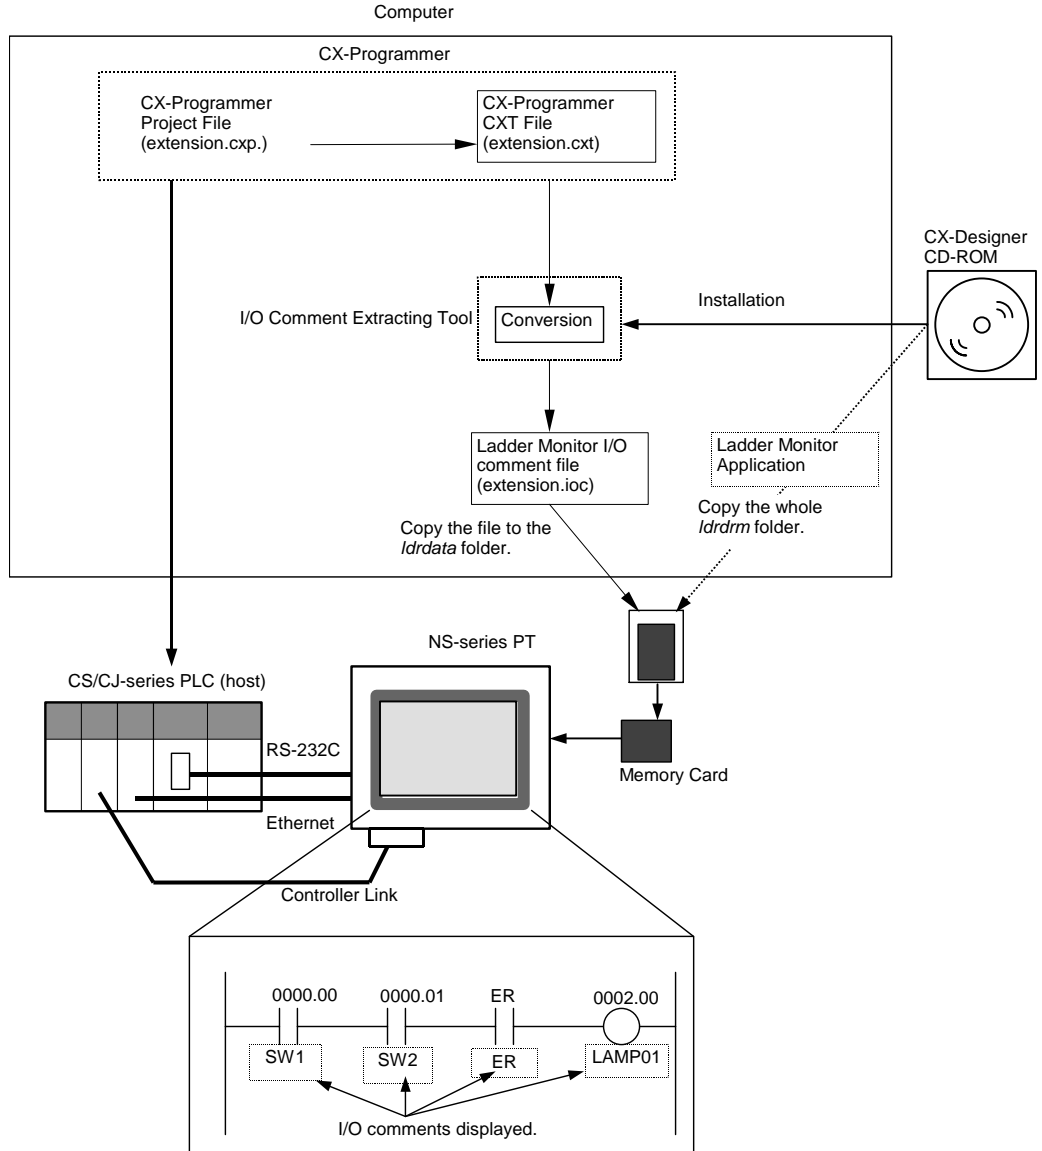 Computer
CX-Programmer
CX-Programmer
Project File
(extension.cxp.)
CX-Programmer
CXT File
(extension.cxt)
CX-Designer
CD-ROM
Installation
I/O Comment Extracting Tool
Conversion
Ladder Monitor I/O
comment file
(extension.ioc)
Ladder Monitor
Application
Copy the whole
ldrdrm folder.
Copy the file to the
ldrdata folder.
NS-series PT
CS/CJ-series PLC (host)
RS-232C
Memory Card
Ethernet
Controller Link
0000.00
0000.01
ER
0002.00
SW1
SW2
ER
LAMP01
I/O comments displayed.